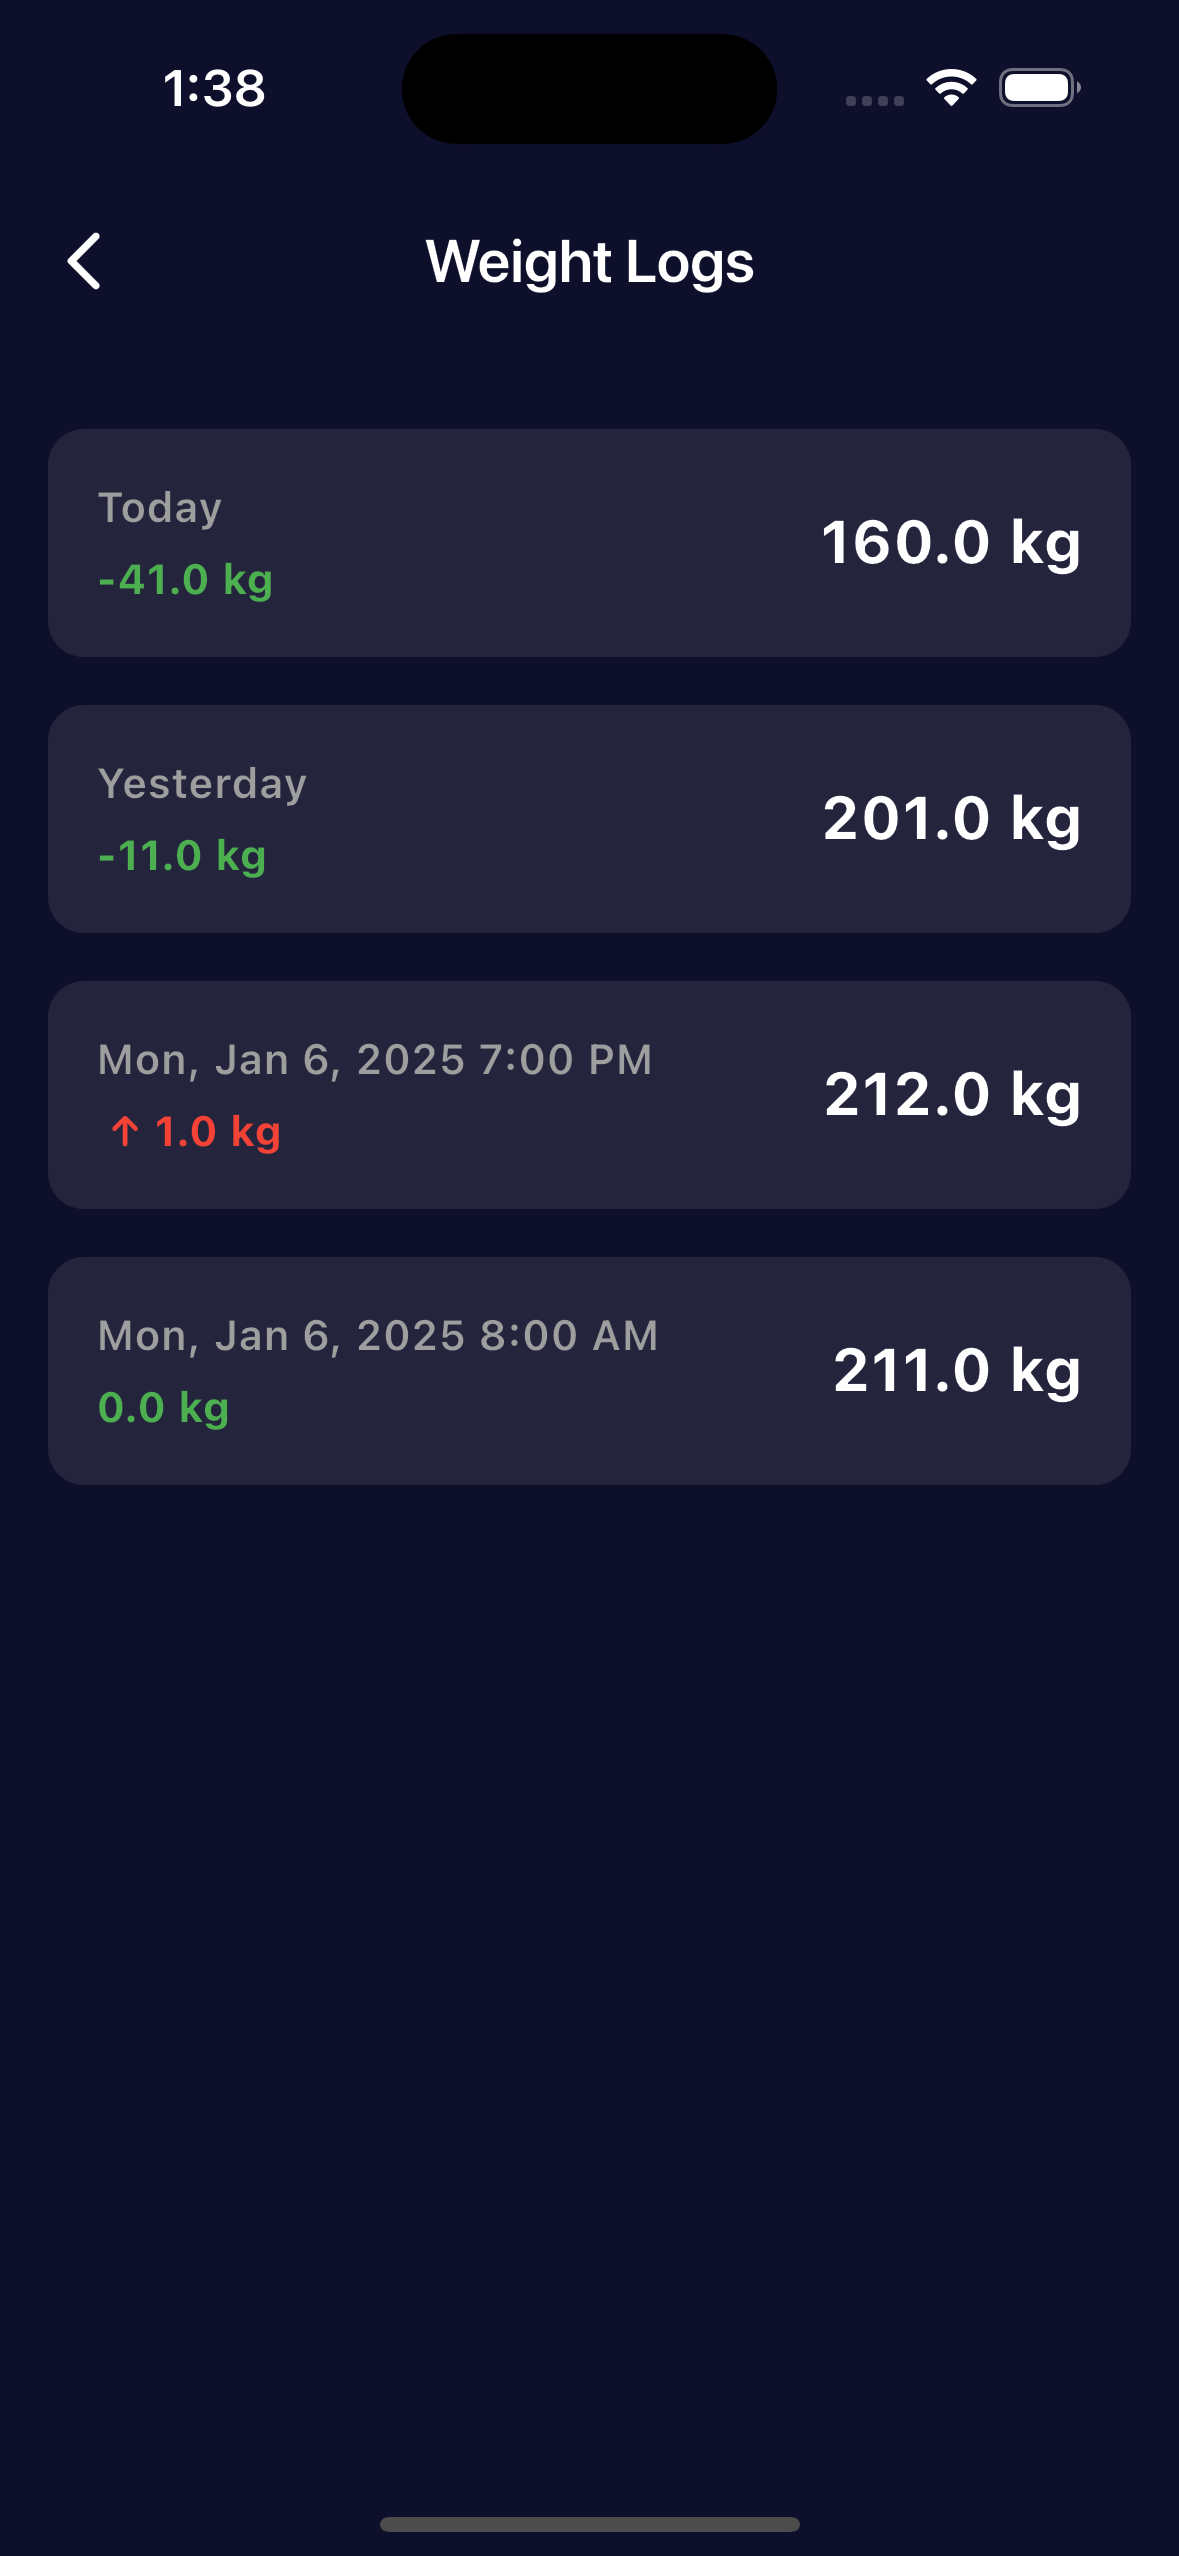 1:38
Weight Logs
Today
-41.0 kg
160.0 kg
Yesterday
-11.0 kg
201.0 kg
Mon, Jan 6, 2025 7:00 PM
↑ 1.0 kg
212.0 kg
Mon, Jan 6, 2025 8:00 AM
0.0 kg
211.0 kg